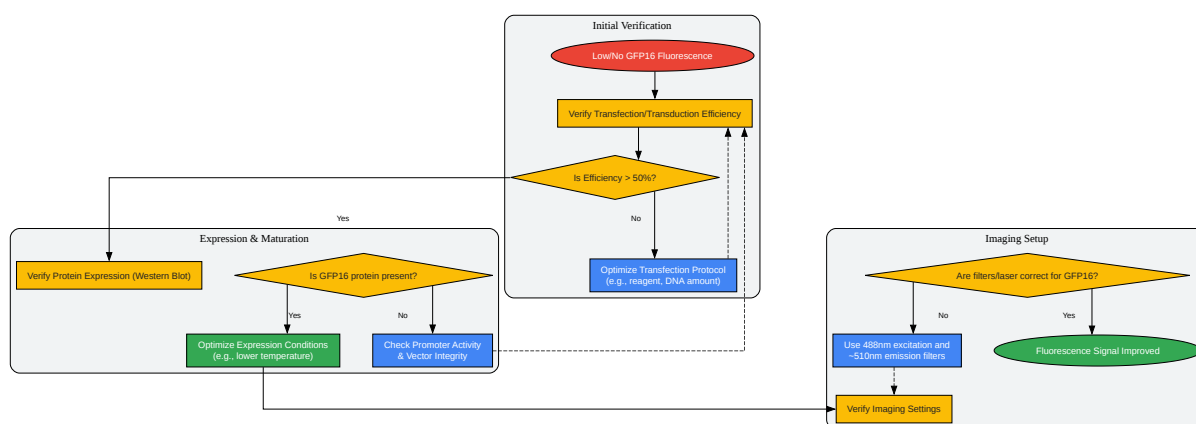 Initial Verification
Low/No GFP16 Fluorescence
Verify Transfection/Transduction Efficiency
Is Efficiency > 50%?
Yes
No
Optimize Transfection Protocol
(e.g., reagent, DNA amount)
Expression & Maturation
Verify Protein Expression (Western Blot)
Is GFP16 protein present?
Yes
No
Optimize Expression Conditions
(e.g., lower temperature)
Check Promoter Activity
& Vector Integrity
Imaging Setup
Are filters/laser correct for GFP16?
No
Yes
Use 488nm excitation and
~510nm emission filters
Fluorescence Signal Improved
Verify Imaging Settings